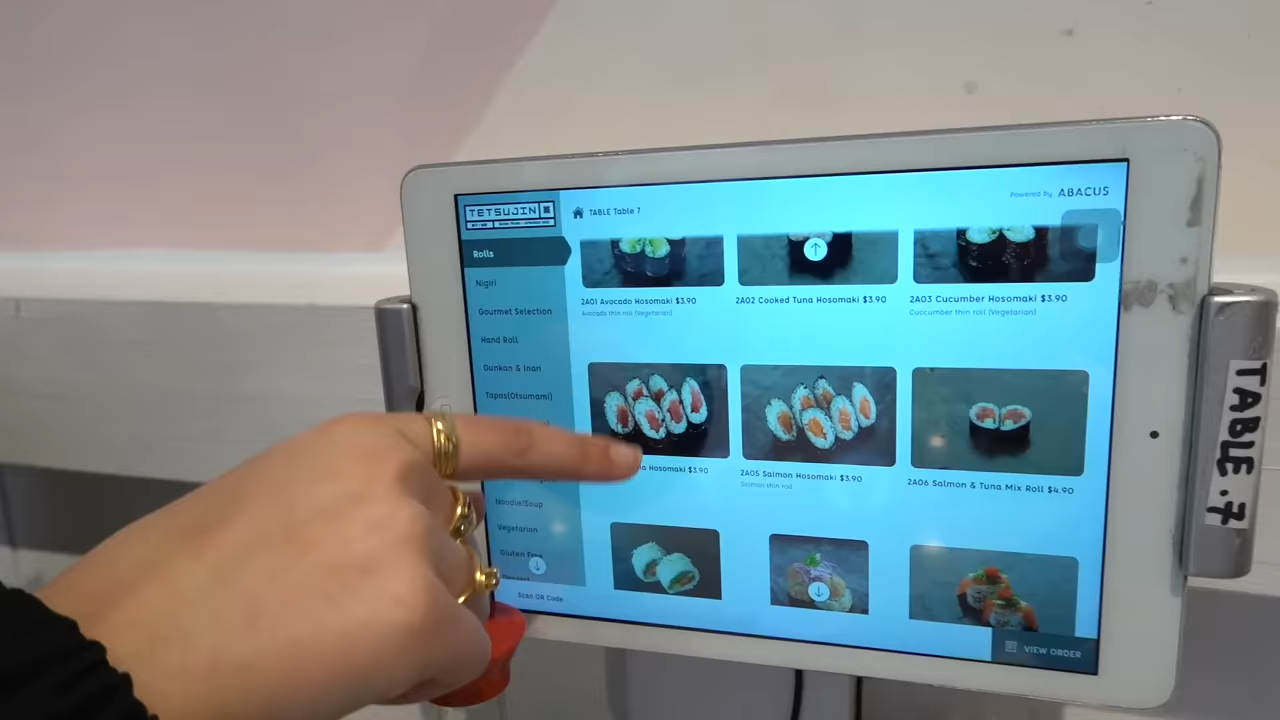 TETSUJIN
TABLE Table 7
Powered by ABACUS
Rolls
Nigiri
Gourmet Selection
Hand Roll
Gunkan & Inari
Tapas(Otsumami)
Noodle/Soup
Vegetarian
Gluten Free
Dessert
Scan QR Code
2A01 Avocado Hosomaki $3.90
Avocado thin roll (Vegetarian)
2A02 Cooked Tuna Hosomaki $3.90
2A03 Cucumber Hosomaki $3.90
Cuccumber thin roll (Vegetarian)
Hosomaki $3.90
2A05 Salmon Hosomaki $3.90
Salmon thin roll
2A06 Salmon & Tuna Mix Roll $4.90
VIEW ORDER
TABLE.7